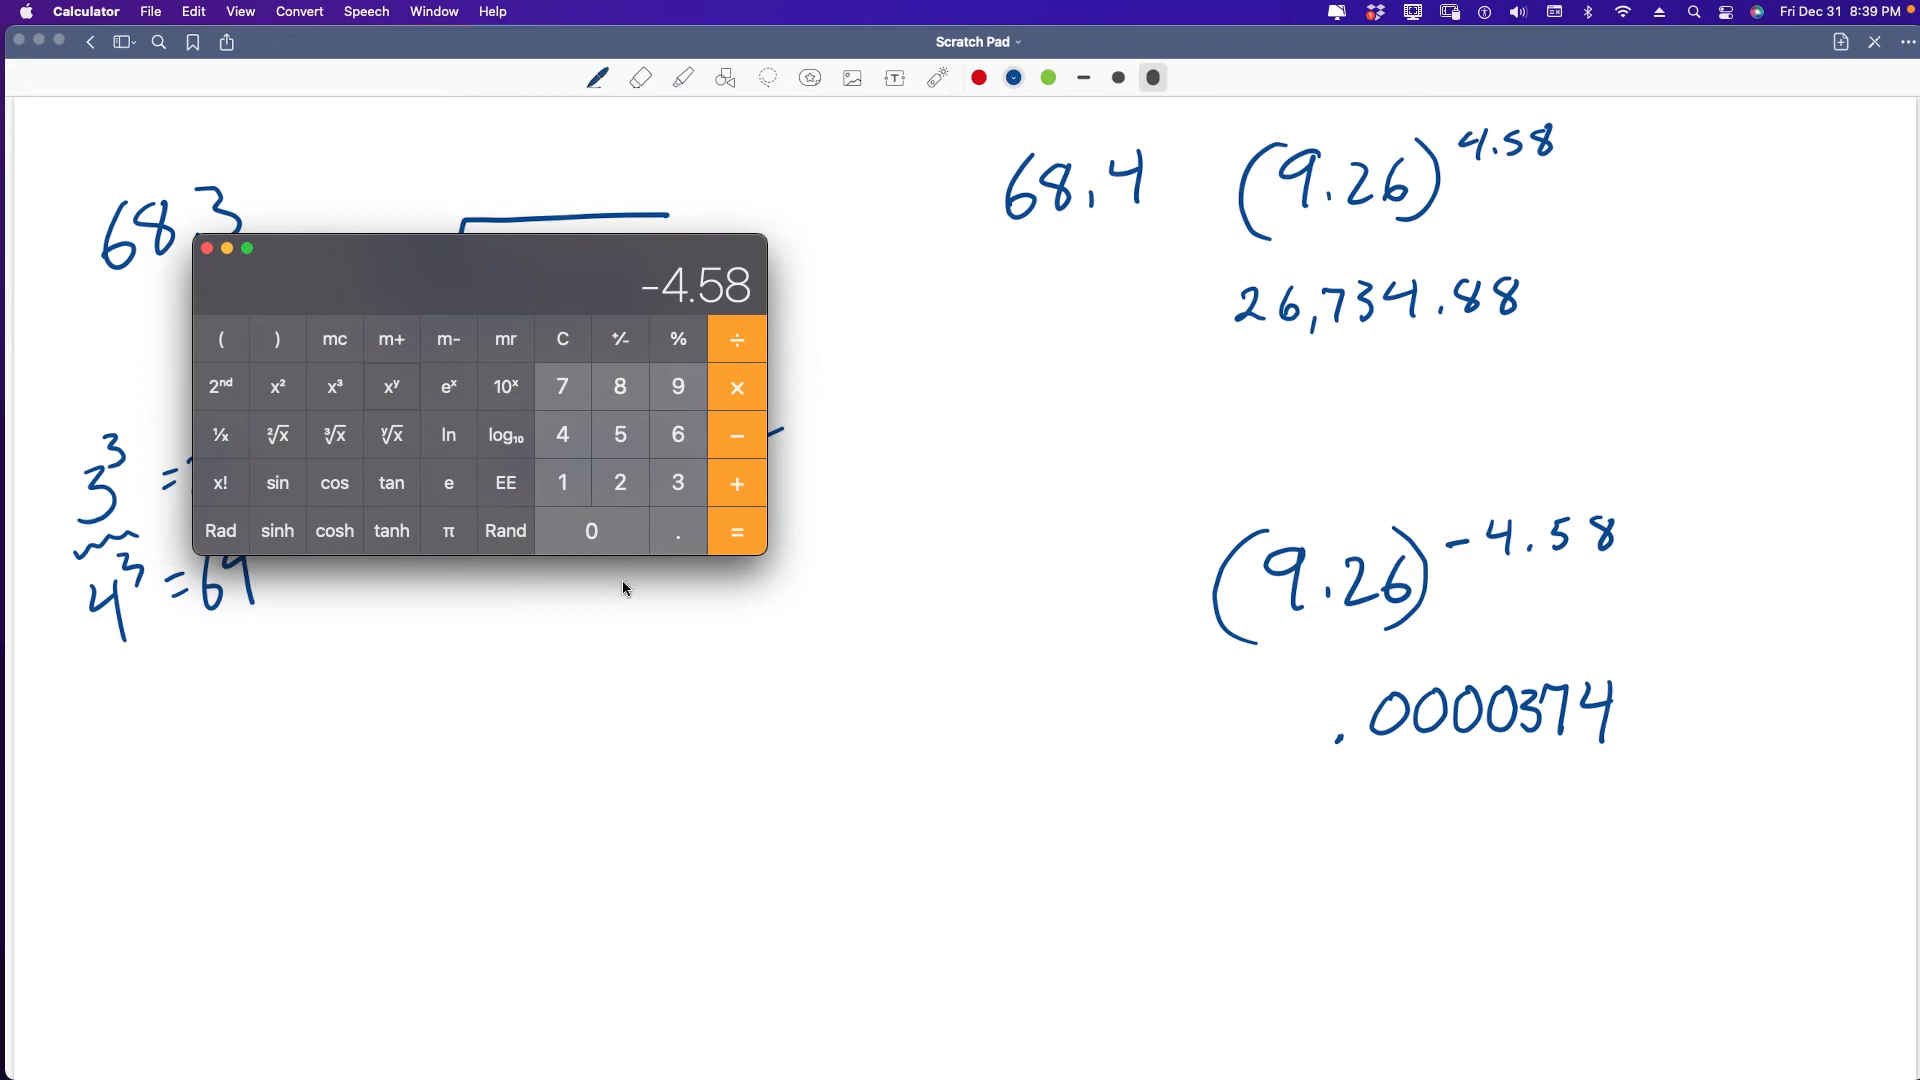 Calculator File Edit View Convert Speech Window Help Fri Dec 31 8:39 PM
Scratch Pad
68.3
68.4
(9.26)^4.58
26,734.88
-4.58
( ) mc m+ m- mr C +/- % ÷
2nd x² x³ xʸ eˣ 10ˣ 7 8 9 ×
1/x ²√x ³√x ʸ√x ln log₁₀ 4 5 6 −
x! sin cos tan e EE 1 2 3 +
Rad sinh cosh tanh π Rand 0 . =
3³ =
4³ = 64
(9.26)^-4.58
.0000374